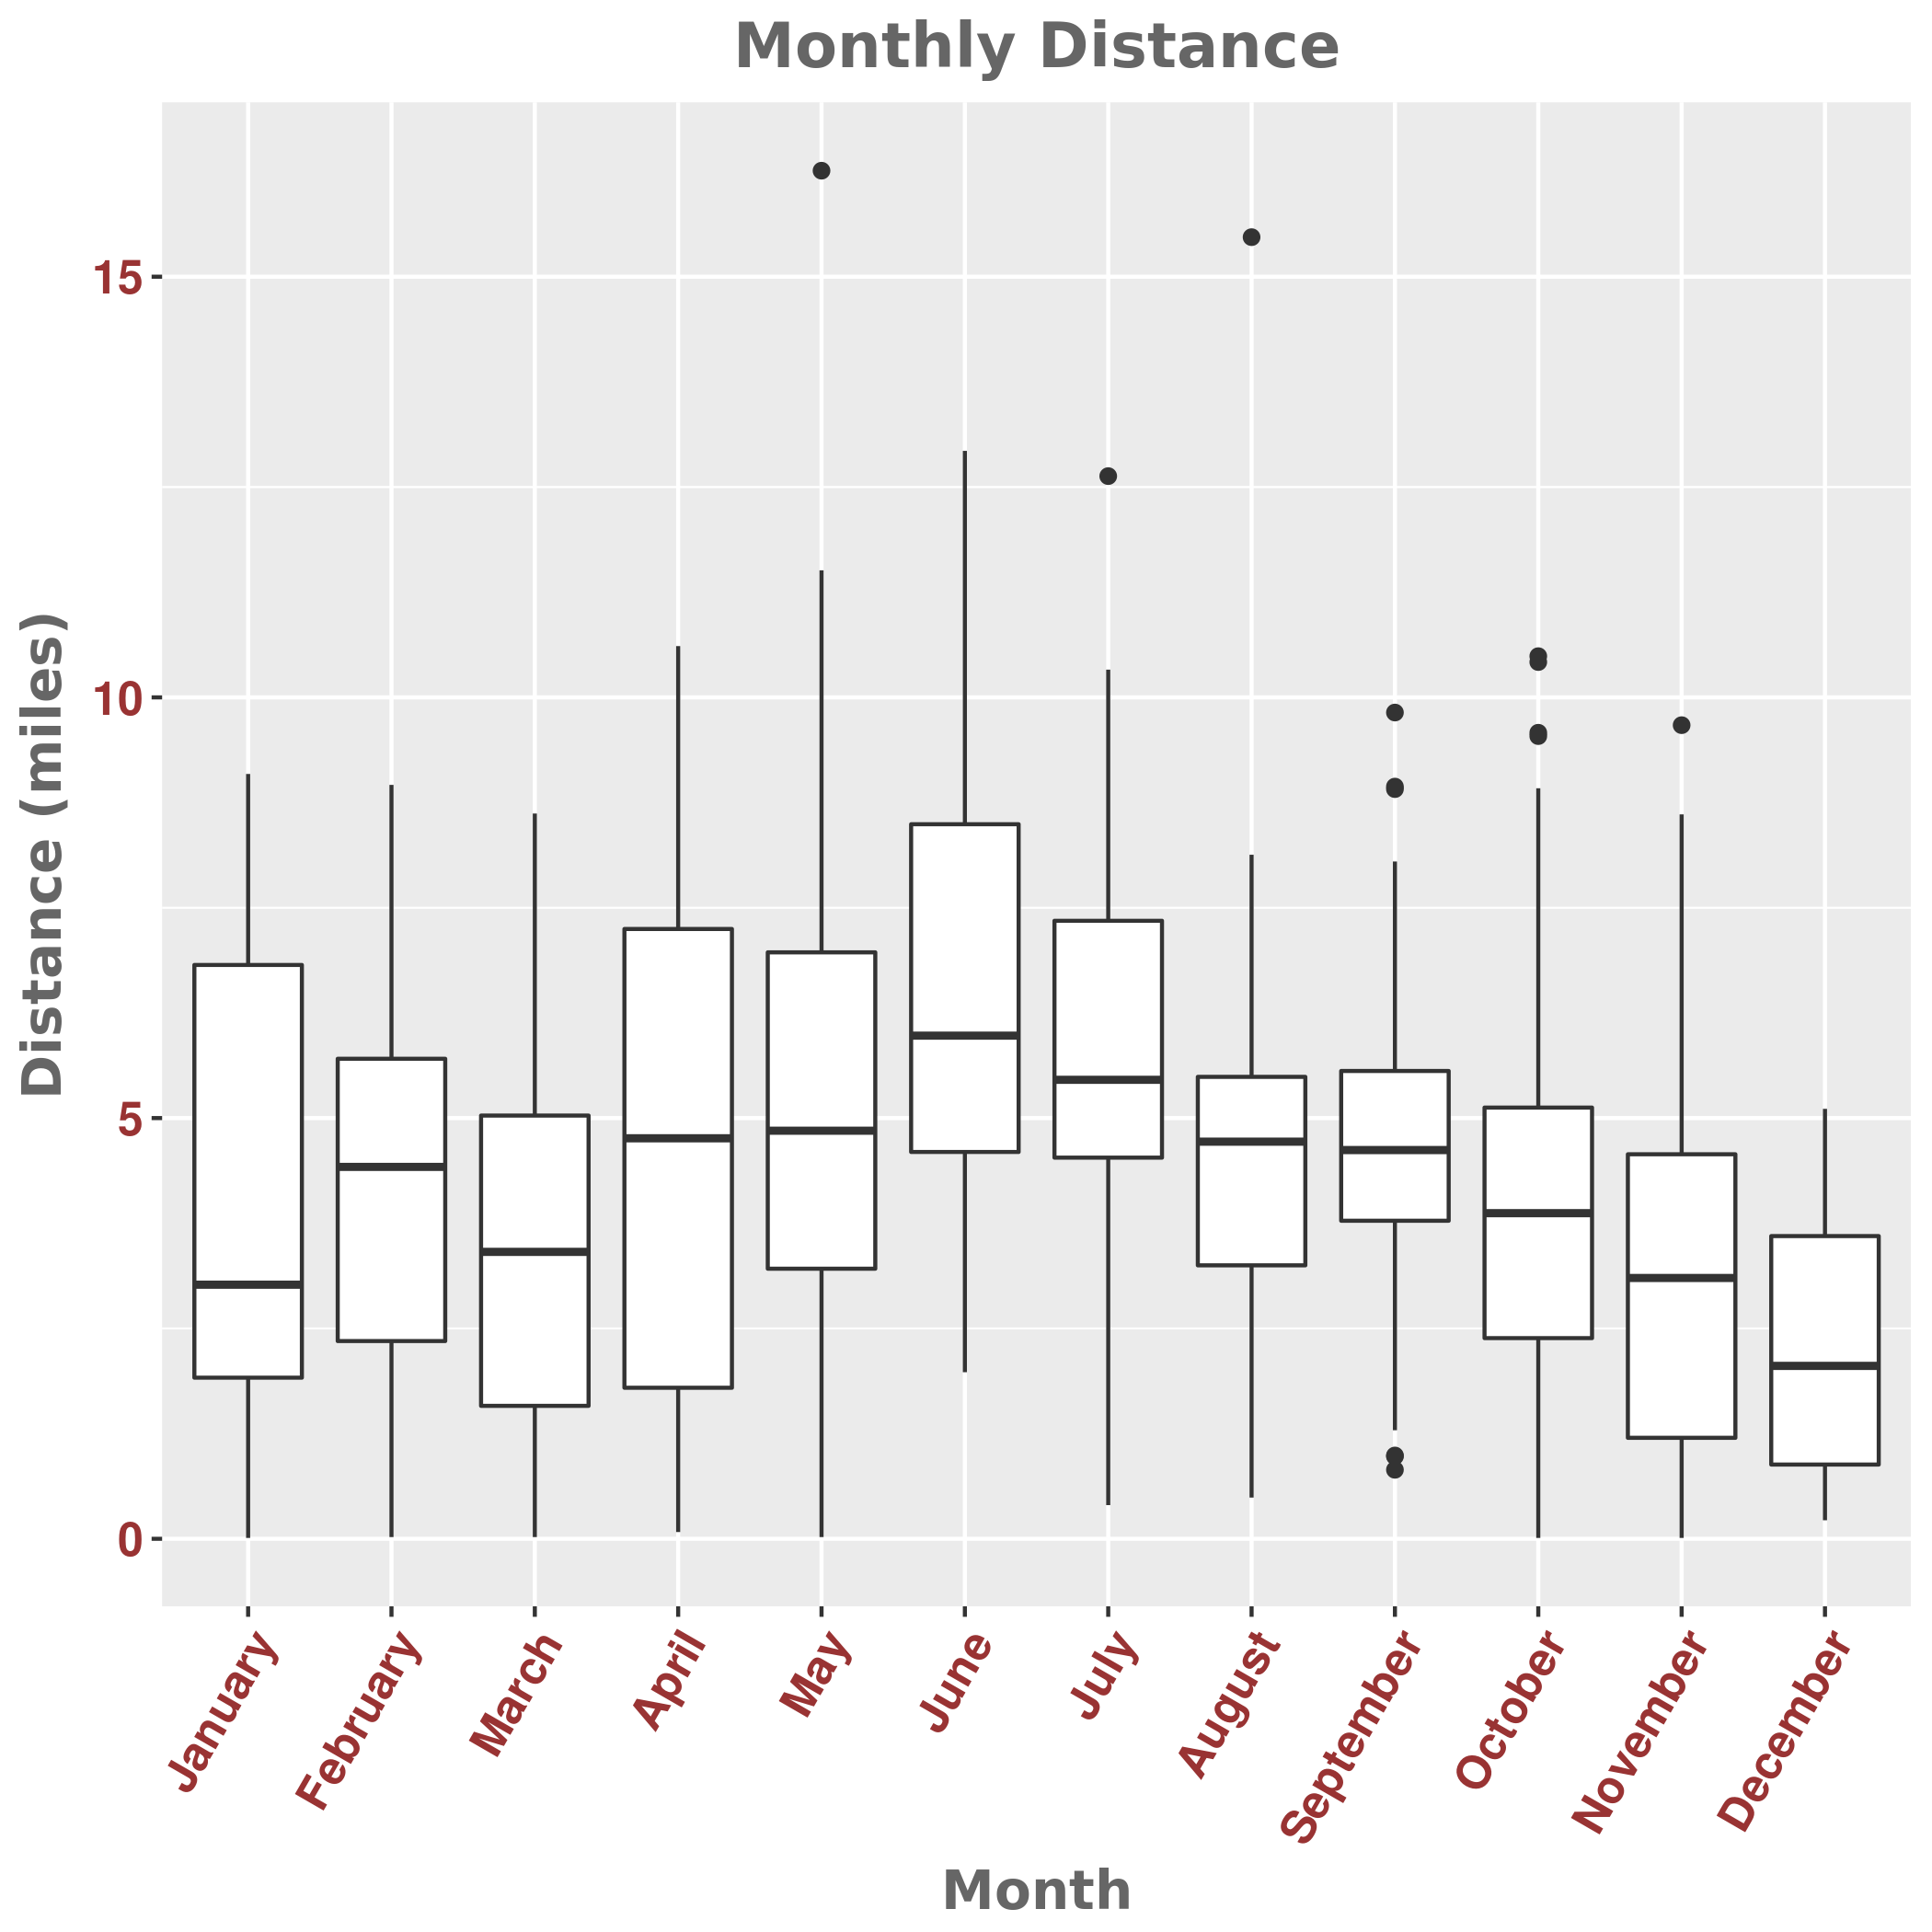 Monthly Distance
Distance (miles)
15
10
5
0
January
February
March
April
May
June
July
August
September
October
November
December
Month